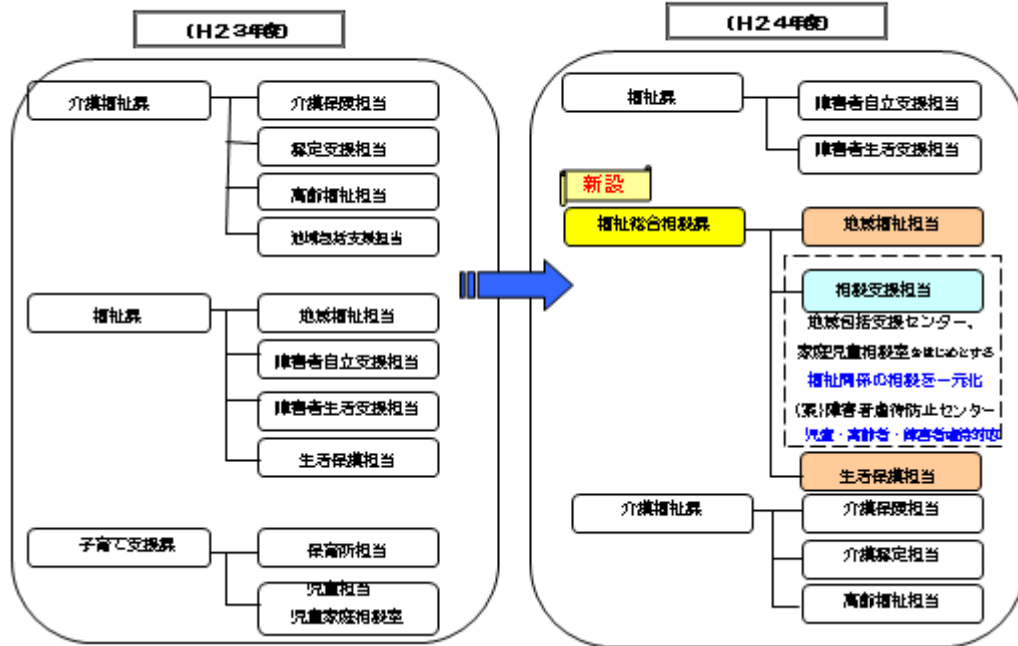 (H23年度)
介護福祉課
介護保険担当
認定支援担当
高齢福祉担当
地域包括支援担当
福祉課
地域福祉担当
障害者自立支援担当
障害者生活支援担当
生活保護担当
子育て支援課
保育所担当
児童担当
児童家庭相談室
(H24年度)
福祉課
障害者自立支援担当
障害者生活支援担当
新設
福祉総合相談課
地域福祉担当
相談支援担当
地域包括支援センター、
家庭児童相談室をはじめとする
福祉関係の相談を一元化
(仮)障害者虐待防止センター
児童・高齢者・障害者虐待対応
生活保護担当
介護福祉課
介護保険担当
介護認定担当
高齢福祉担当